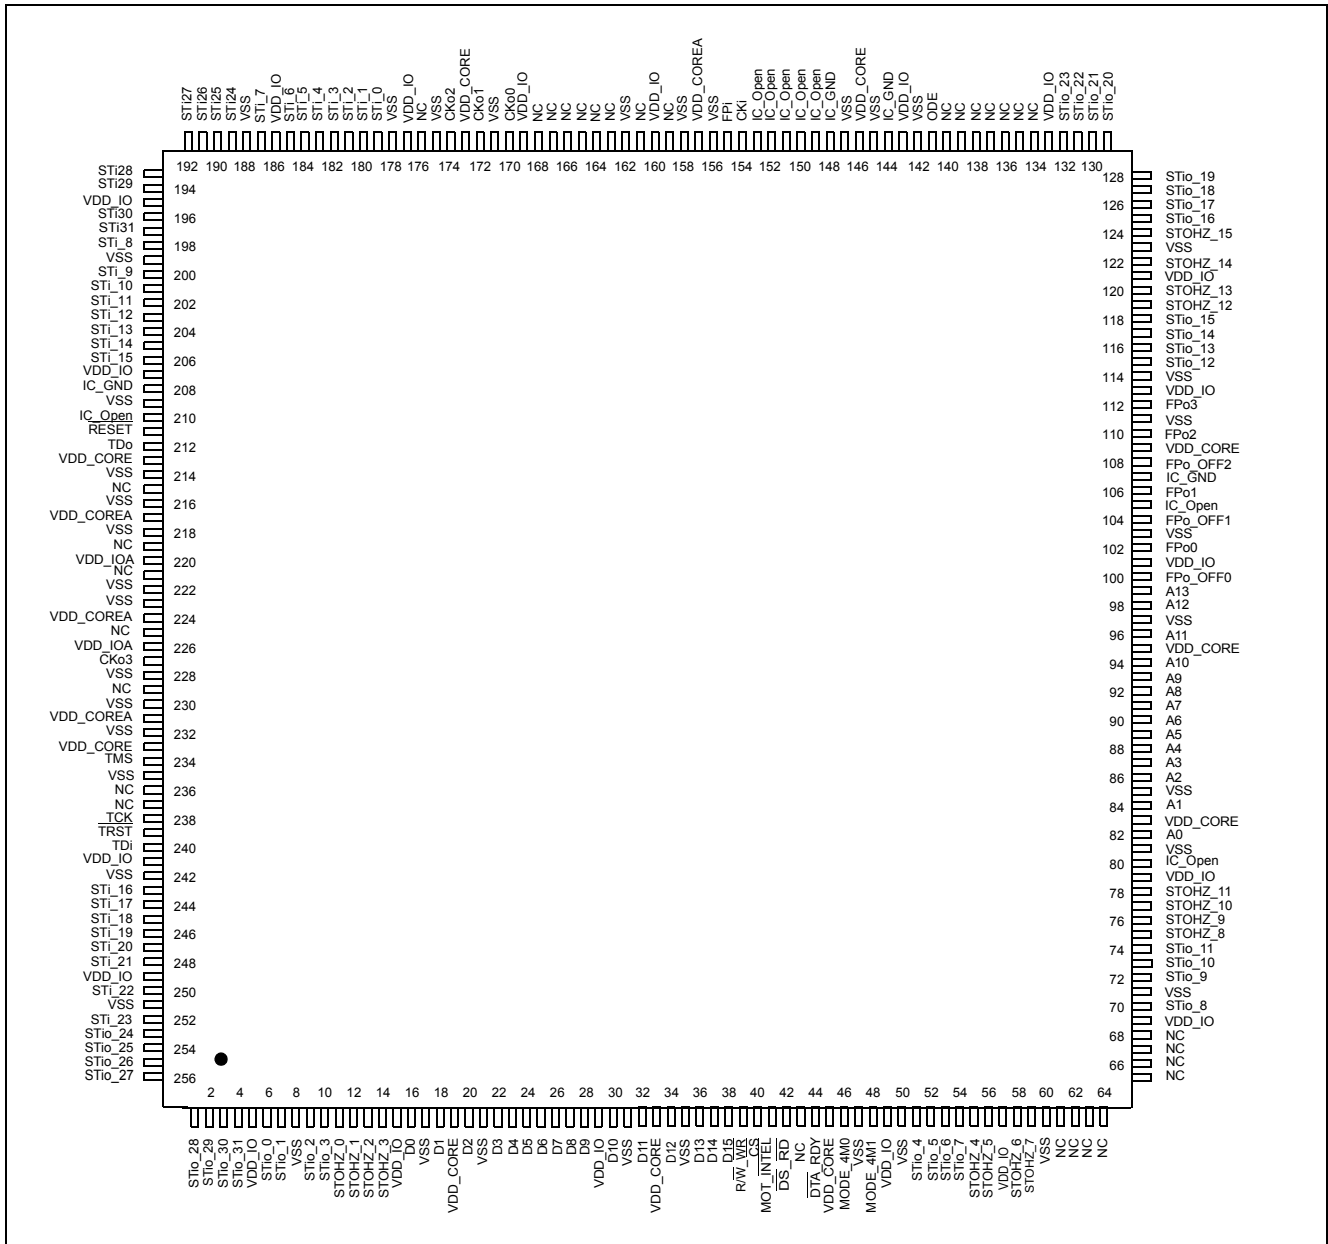 STi27 STi26 STi25 STi24 VSS STi_7 VDD_IO STi_6 STi_5 STi_4 STi_3 STi_2 STi_1 STi_0 VSS VDD_IO NC VSS CKo2 VDD_CORE CKo1 VSS CKo0 VDD_IO NC NC NC NC NC NC VSS NC VDD_IO NC VSS VDD_COREA VSS FPi CKi IC_Open IC_Open IC_Open IC_Open IC_Open IC_GND VSS VDD_CORE VSS IC_GND VDD_IO VSS ODE NC NC NC NC NC NC NC VDD_IO STio_23 STio_22 STio_21 STio_20
192 190 188 186 184 182 180 178 176 174 172 170 168 166 164 162 160 158 156 154 152 150 148 146 144 142 140 138 136 134 132 130
STi28
STi29
194
VDD_IO
STi30
196
STi31
STi_8
198
VSS
STi_9
200
STi_10
STi_11
202
STi_12
STi_13
204
STi_14
STi_15
206
VDD_IO
IC_GND
208
VSS
IC_Open
210
RESET
TDo
212
VDD_CORE
VSS
214
NC
VSS
216
VDD_COREA
VSS
218
NC
VDD_IOA
220
NC
VSS
222
VSS
VDD_COREA
224
NC
VDD_IOA
226
CKo3
VSS
228
NC
VSS
230
VDD_COREA
VSS
232
VDD_CORE
TMS
234
VSS
NC
236
NC
TCK
238
TRST
TDi
240
VDD_IO
VSS
242
STi_16
STi_17
244
STi_18
STi_19
246
STi_20
STi_21
248
VDD_IO
STi_22
250
VSS
STi_23
252
STio_24
STio_25
254
STio_26
STio_27
256
128
STio_19
STio_18
126
STio_17
STio_16
124
STOHZ_15
VSS
122
STOHZ_14
VDD_IO
120
STOHZ_13
STOHZ_12
118
STio_15
STio_14
116
STio_13
STio_12
114
VSS
VDD_IO
112
FPo3
VSS
110
FPo2
VDD_CORE
108
FPo_OFF2
IC_GND
106
FPo1
IC_Open
104
FPo_OFF1
VSS
102
FPo0
VDD_IO
100
FPo_OFF0
A13
98
A12
VSS
96
A11
VDD_CORE
94
A10
A9
92
A8
A7
90
A6
A5
88
A4
A3
86
A2
VSS
84
A1
VDD_CORE
82
A0
VSS
80
IC_Open
VDD_IO
78
STOHZ_11
STOHZ_10
76
STOHZ_9
STOHZ_8
74
STio_11
STio_10
72
STio_9
VSS
70
STio_8
VDD_IO
68
NC
NC
66
NC
NC
2 4 6 8 10 12 14 16 18 20 22 24 26 28 30 32 34 36 38 40 42 44 46 48 50 52 54 56 58 60 62 64
STio_28 STio_29 STio_30 STio_31 VDD_IO STio_0 STio_1 VSS STio_2 STio_3 STOHZ_0 STOHZ_1 STOHZ_2 STOHZ_3 VDD_IO D0 VSS D1 VDD_CORE D2 VSS D3 D4 D5 D6 D7 D8 D9 VDD_IO D10 VSS D11 VDD_CORE D12 VSS D13 D14 D15 R/W_WR CS MOT_INTEL DS_RD NC DTA_RDY VDD_CORE MODE_4M0 VSS MODE_4M1 VDD_IO VSS STio_4 STio_5 STio_6 STio_7 STOHZ_4 STOHZ_5 VDD_IO STOHZ_6 STOHZ_7 VSS NC NC NC NC